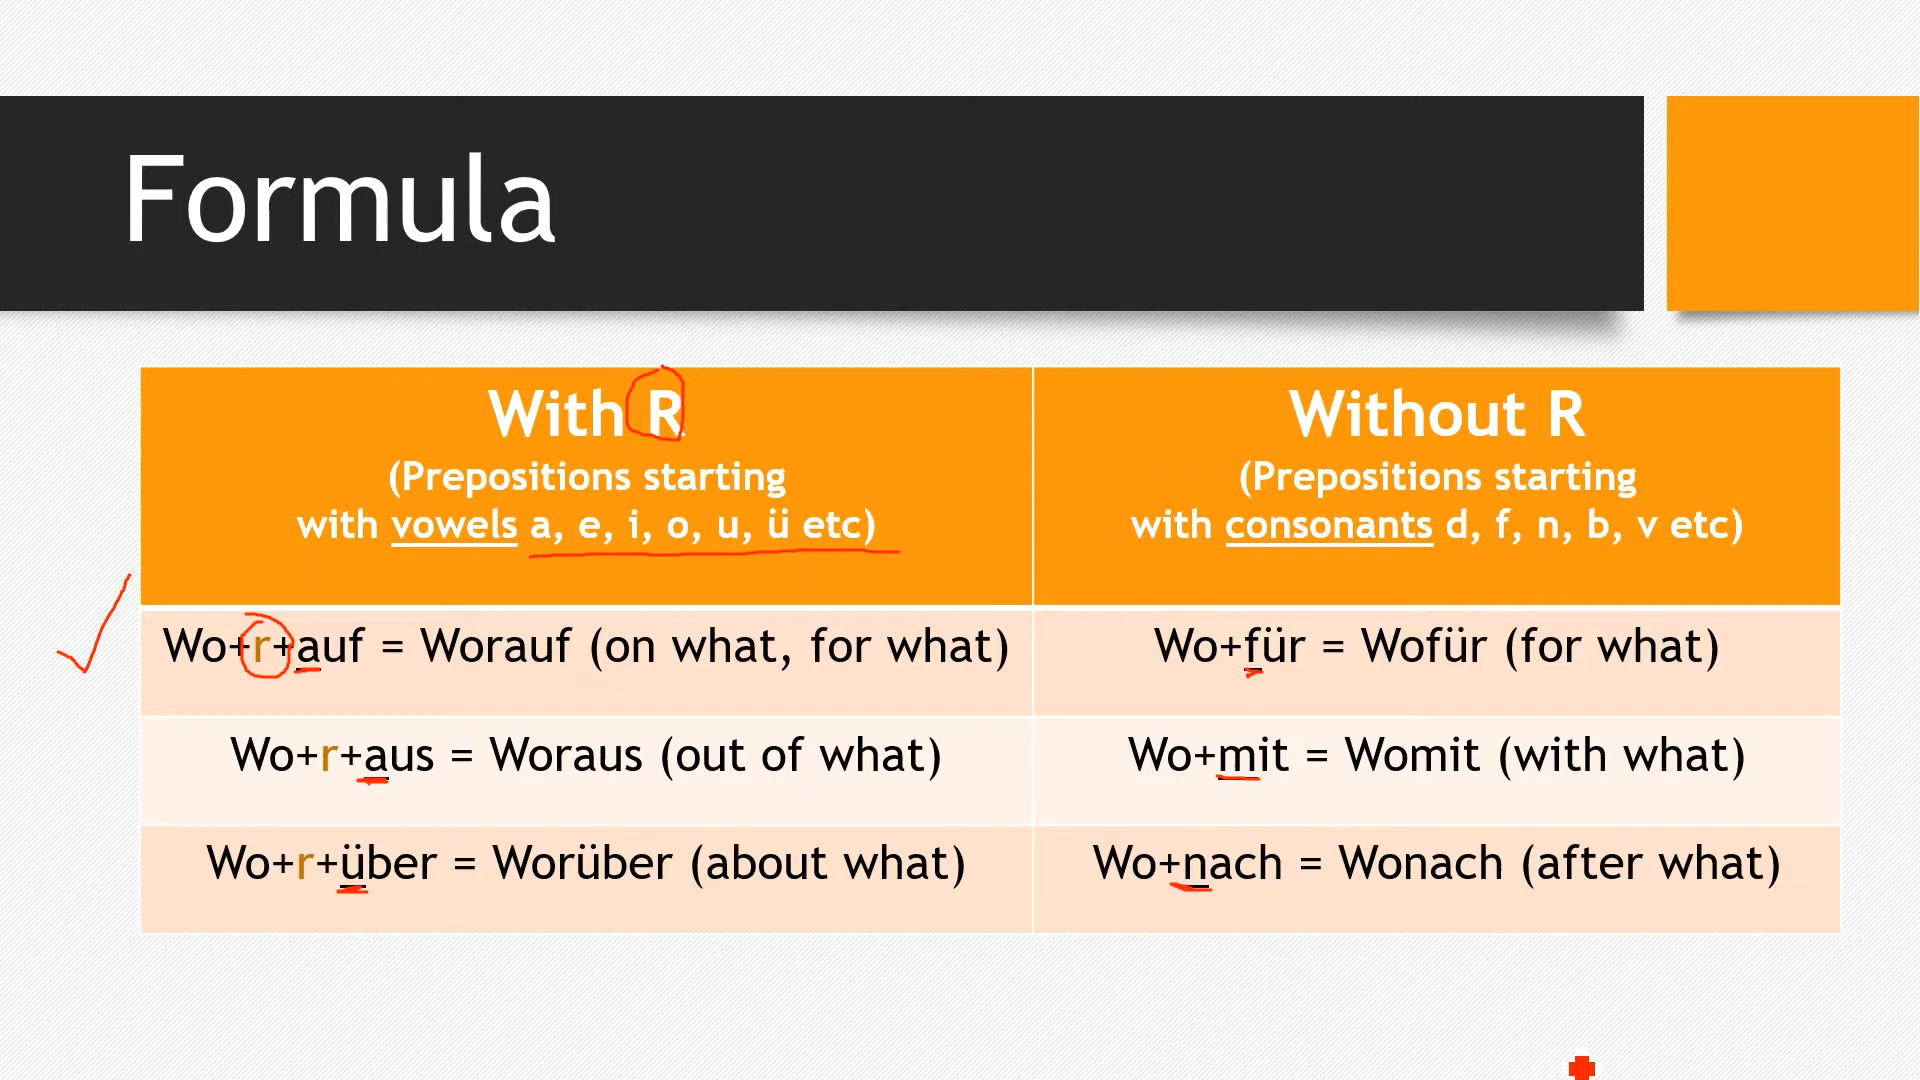 Formula
With R
(Prepositions starting
with vowels a, e, i, o, u, ü etc)
Without R
(Prepositions starting
with consonants d, f, n, b, v etc)
Wo+r+auf = Worauf (on what, for what)
Wo+für = Wofür (for what)
Wo+r+aus = Woraus (out of what)
Wo+mit = Womit (with what)
Wo+r+über = Worüber (about what)
Wo+nach = Wonach (after what)